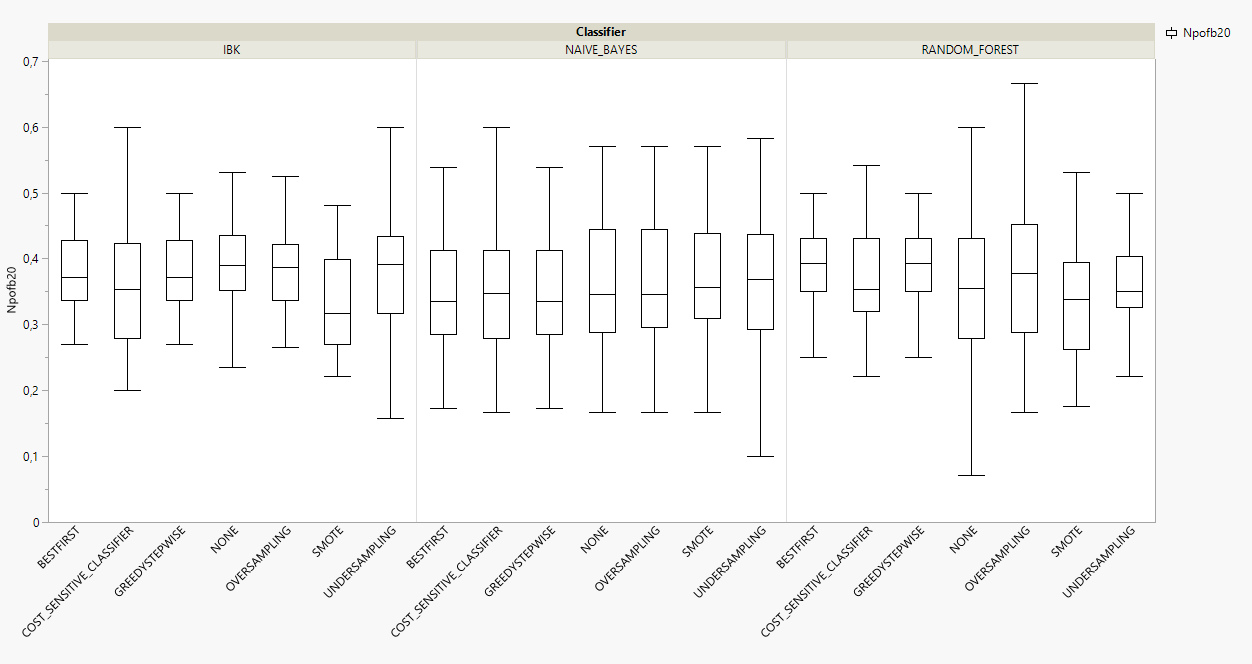 Classifier
IBK NAIVE_BAYES RANDOM_FOREST
Npofb20
Npofb20
0,7
0,6
0,5
0,4
0,3
0,2
0,1
0
BESTFIRST
COST_SENSITIVE_CLASSIFIER
GREEDYSTEPWISE
NONE
OVERSAMPLING
SMOTE
UNDERSAMPLING
BESTFIRST
COST_SENSITIVE_CLASSIFIER
GREEDYSTEPWISE
NONE
OVERSAMPLING
SMOTE
UNDERSAMPLING
BESTFIRST
COST_SENSITIVE_CLASSIFIER
GREEDYSTEPWISE
NONE
OVERSAMPLING
SMOTE
UNDERSAMPLING